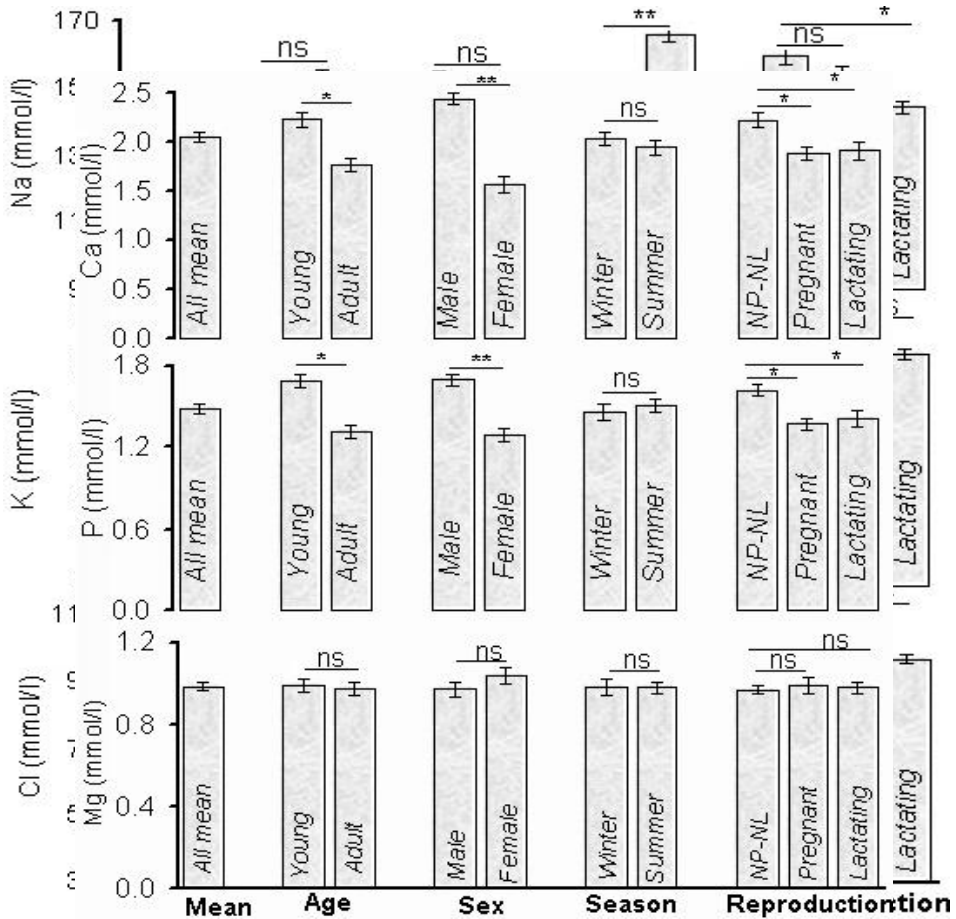 170
**
*
ns
ns
ns
Na (mmol/l)
Ca (mmol/l)
2.5
2.0
1.5
1.0
0.5
0.0
*
**
ns
*
*
All mean
Young
Adult
Male
Female
Winter
Summer
NP-NL
Pregnant
Lactating
Lactating
K (mmol/l)
P (mmol/l)
1.8
1.2
0.6
0.0
*
**
ns
*
*
All mean
Young
Adult
Male
Female
Winter
Summer
NP-NL
Pregnant
Lactating
Lactating
11
Cl (mmol/l)
Mg (mmol/l)
1.2
0.8
0.4
0.0
ns
ns
ns
ns
ns
All mean
Young
Adult
Male
Female
Winter
Summer
NP-NL
Pregnant
Lactating
Lactating
Mean Age Sex Season Reproduction